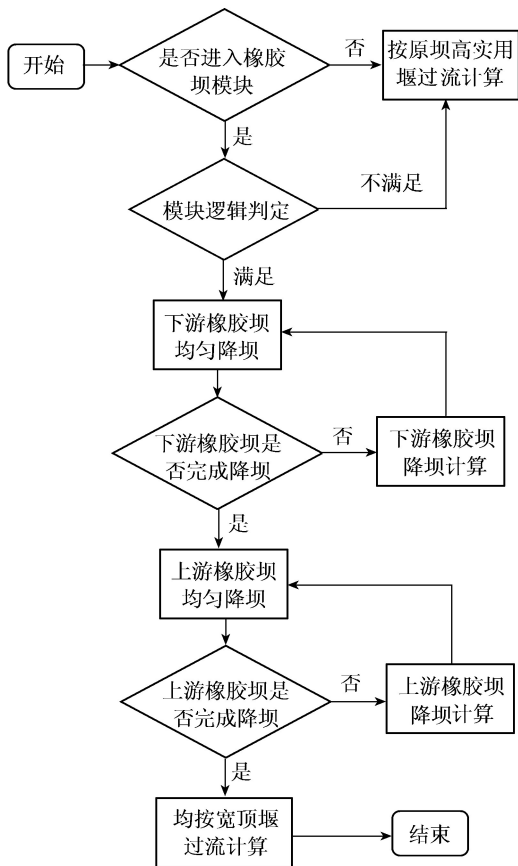 开始
是否进入橡胶
坝模块
否
按原坝高实用
堰过流计算
是
模块逻辑判定
不满足
满足
下游橡胶坝
均匀降坝
下游橡胶坝是
否完成降坝
否
下游橡胶坝
降坝计算
是
上游橡胶坝
均匀降坝
上游橡胶坝是
否完成降坝
否
上游橡胶坝
降坝计算
是
均按宽顶堰
过流计算
结束